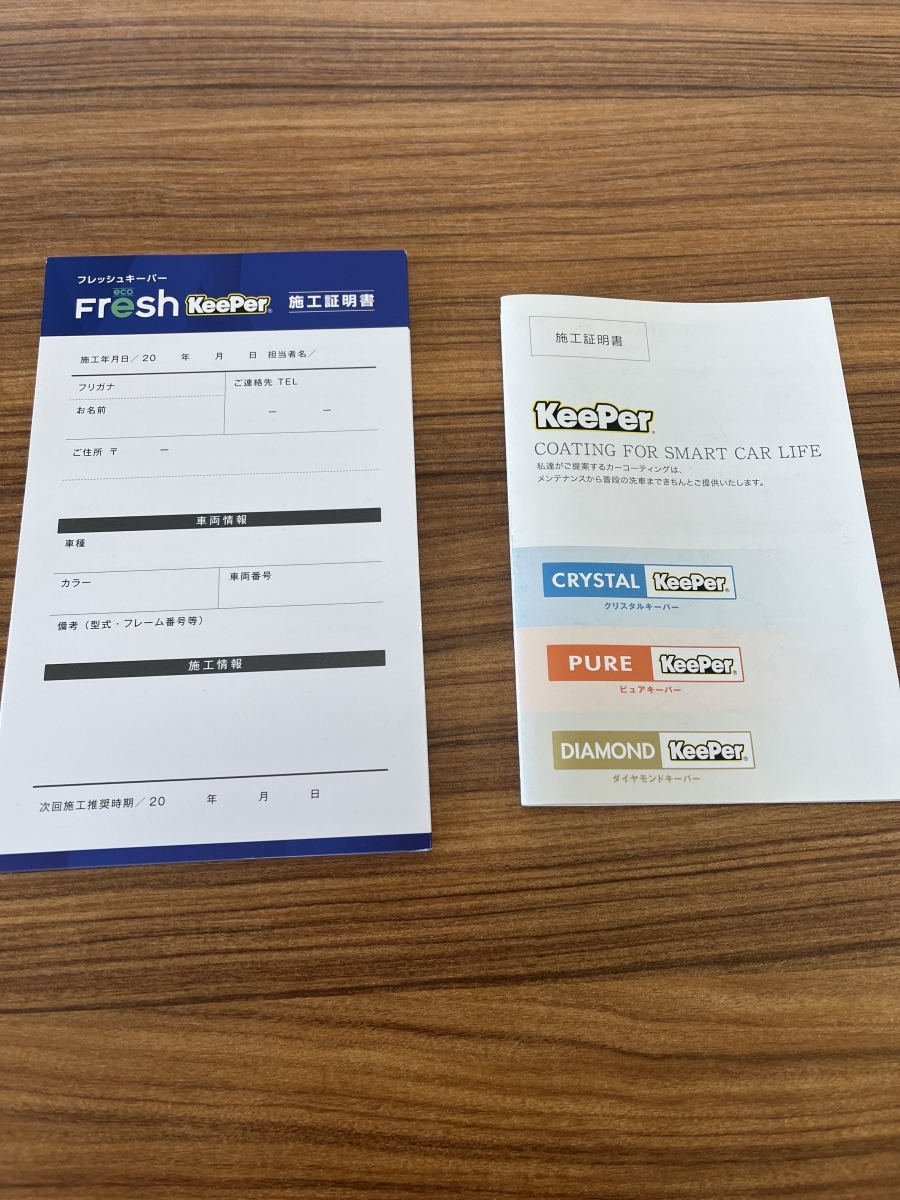 フレッシュキーパー
eco
Fresh KeePer® 施工証明書
施工年月日／20 年 月 日 担当者名／
フリガナ
ご連絡先 TEL
お名前
－ －
ご住所 〒 －
車両情報
車種
カラー
車両番号
備考（型式・フレーム番号等）
施工情報
次回施工推奨時期／20 年 月 日
施工証明書
KeePer®
COATING FOR SMART CAR LIFE
私達がご提案するカーコーティングは、
メンテナンスから普段の洗車まできちんとご提供いたします。
CRYSTAL KeePer®
クリスタルキーパー
PURE KeePer®
ピュアキーパー
DIAMOND KeePer®
ダイヤモンドキーパー